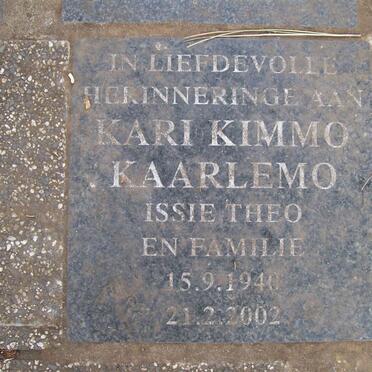 IN LIEFDEVOLLE
HERINNERINGE AAN
KARI KIMMO
KAARLEMO
ISSIE THEO
EN FAMILIE
15.9.1940
21.2.2002